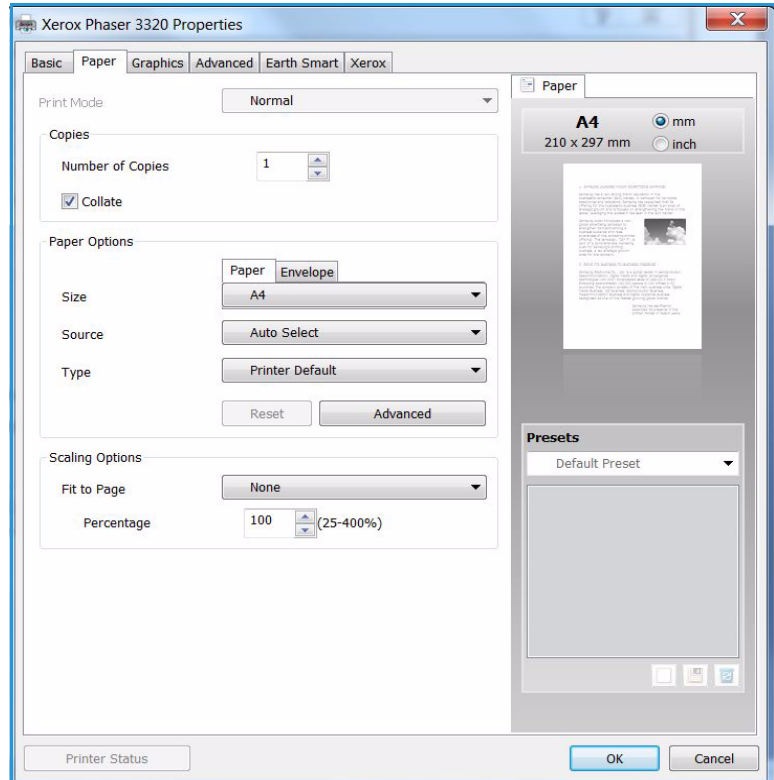 Xerox Phaser 3320 Properties
Basic Paper Graphics Advanced Earth Smart Xerox
Print Mode Normal
Copies
Number of Copies 1
Collate
Paper Options
Paper Envelope
Size A4
Source Auto Select
Type Printer Default
Reset Advanced
Scaling Options
Fit to Page None
Percentage 100 (25-400%)
Paper
A4 mm
210 x 297 mm inch
Presets
Default Preset
Printer Status OK Cancel